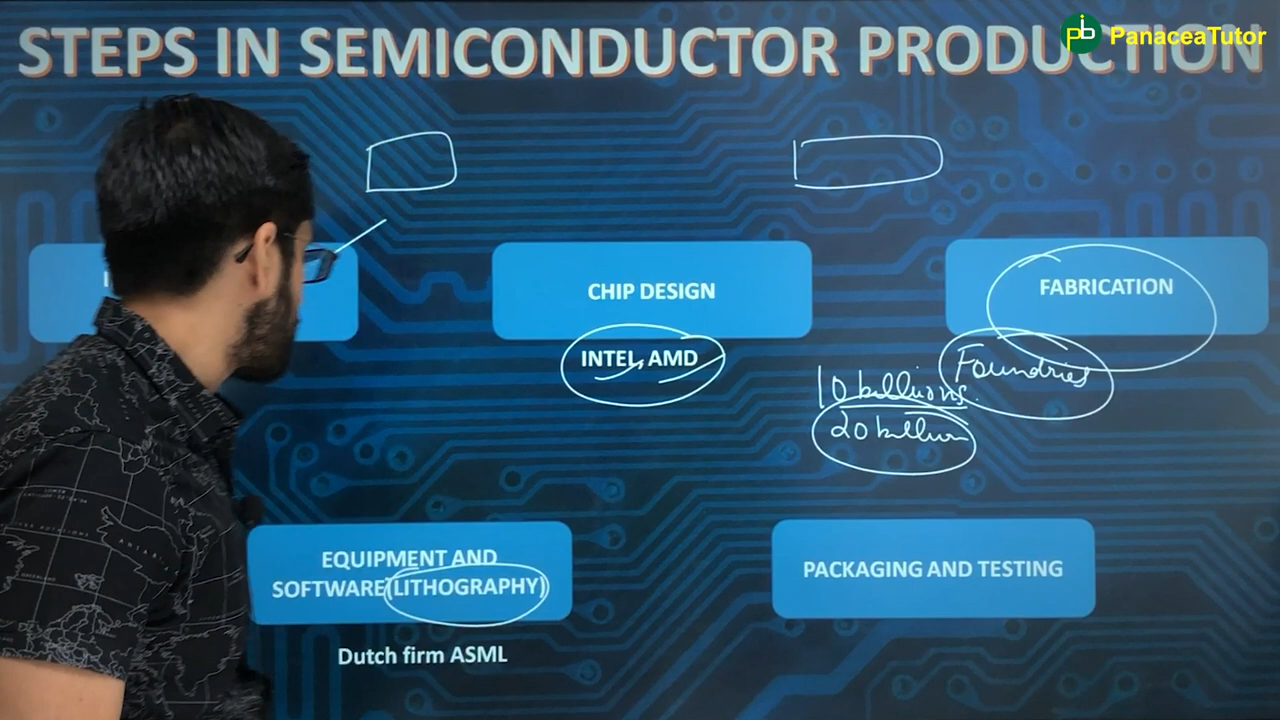 STEPS IN SEMICONDUCTOR PRODUCTION
PanaceaTutor
CHIP DESIGN
INTEL, AMD
FABRICATION
Foundries
10 billions
20 billion
EQUIPMENT AND
SOFTWARE(LITHOGRAPHY)
Dutch firm ASML
PACKAGING AND TESTING